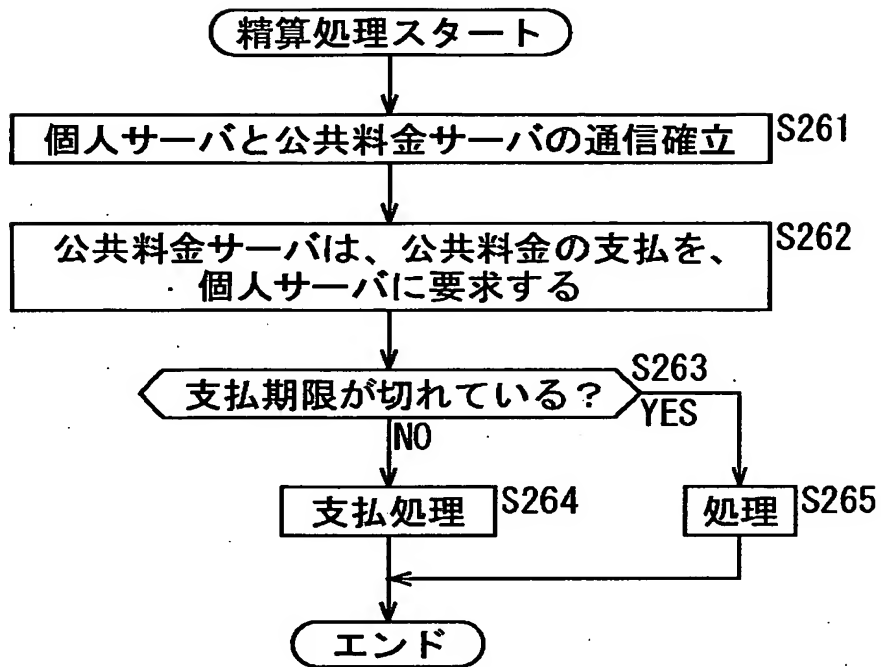 精算処理スタート
個人サーバと公共料金サーバの通信確立
S261
公共料金サーバは、公共料金の支払を、
個人サーバに要求する
S262
支払期限が切れている？
S263
YES
NO
支払処理
S264
処理
S265
エンド